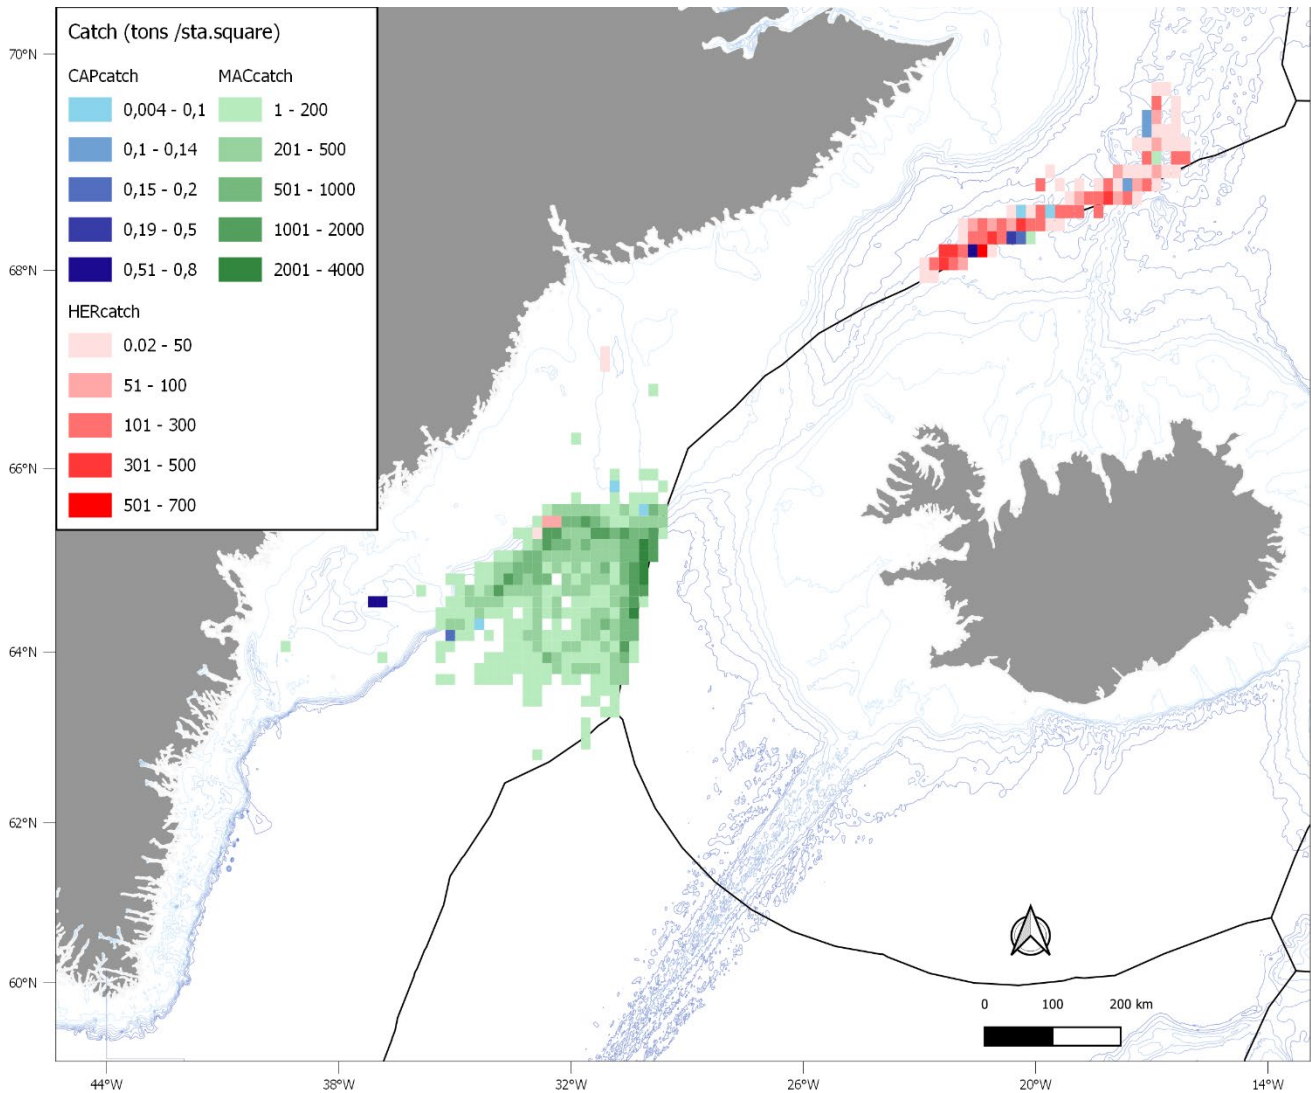 Catch (tons /sta.square)
CAPcatch
0,004 - 0,1
0,1 - 0,14
0,15 - 0,2
0,19 - 0,5
0,51 - 0,8
MACcatch
1 - 200
201 - 500
501 - 1000
1001 - 2000
2001 - 4000
HERcatch
0.02 - 50
51 - 100
101 - 300
301 - 500
501 - 700
70°N
68°N
66°N
64°N
62°N
60°N
0 100 200 km
44°W 38°W 32°W 26°W 20°W 14°W